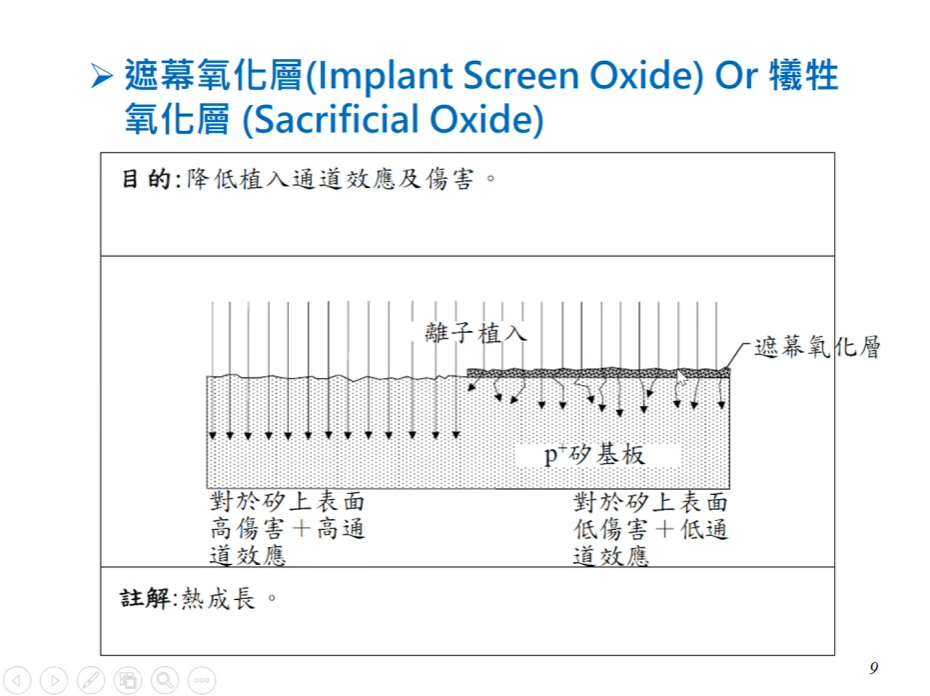 ➢ 遮幕氧化層(Implant Screen Oxide) Or 犧牲
氧化層 (Sacrificial Oxide)
目的:降低植入通道效應及傷害。
離子植入
遮幕氧化層
p⁺矽基板
對於矽上表面
高傷害＋高通
道效應
對於矽上表面
低傷害＋低通
道效應
註解:熱成長。
9